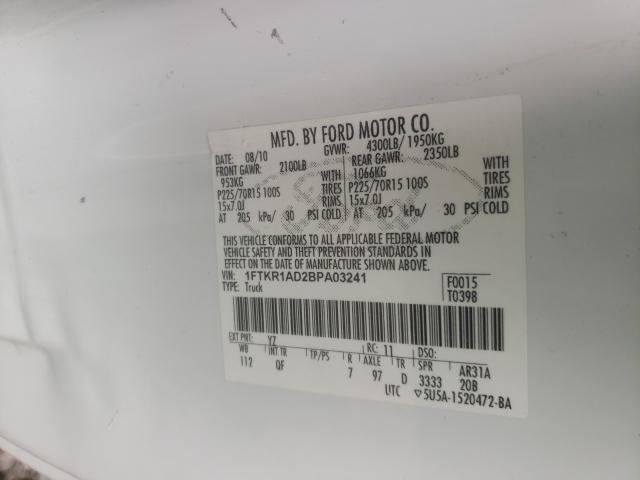 MFD. BY FORD MOTOR CO.
DATE: 08/10 GVWR: 4300LB/ 1950KG
FRONT GAWR: 2100LB REAR GAWR: 2350LB
953KG WITH 1066KG WITH
P225/70R15 100S TIRES P225/70R15 100S TIRES
15x7.0J RIMS 15x7.0J RIMS
AT 205 kPa/ 30 PSI COLD AT 205 kPa/ 30 PSI COLD
THIS VEHICLE CONFORMS TO ALL APPLICABLE FEDERAL MOTOR
VEHICLE SAFETY AND THEFT PREVENTION STANDARDS IN
EFFECT ON THE DATE OF MANUFACTURE SHOWN ABOVE.
VIN: 1FTKR1AD2BPA03241 F0015
TYPE: Truck T0398
EXT PNT: YZ RC: 11 DSO:
WB INT TR TP/PS R AXLE TR SPR AR31A
112 QF 7 97 D 3333 20B
UTC ▽5U5A-1520472-BA